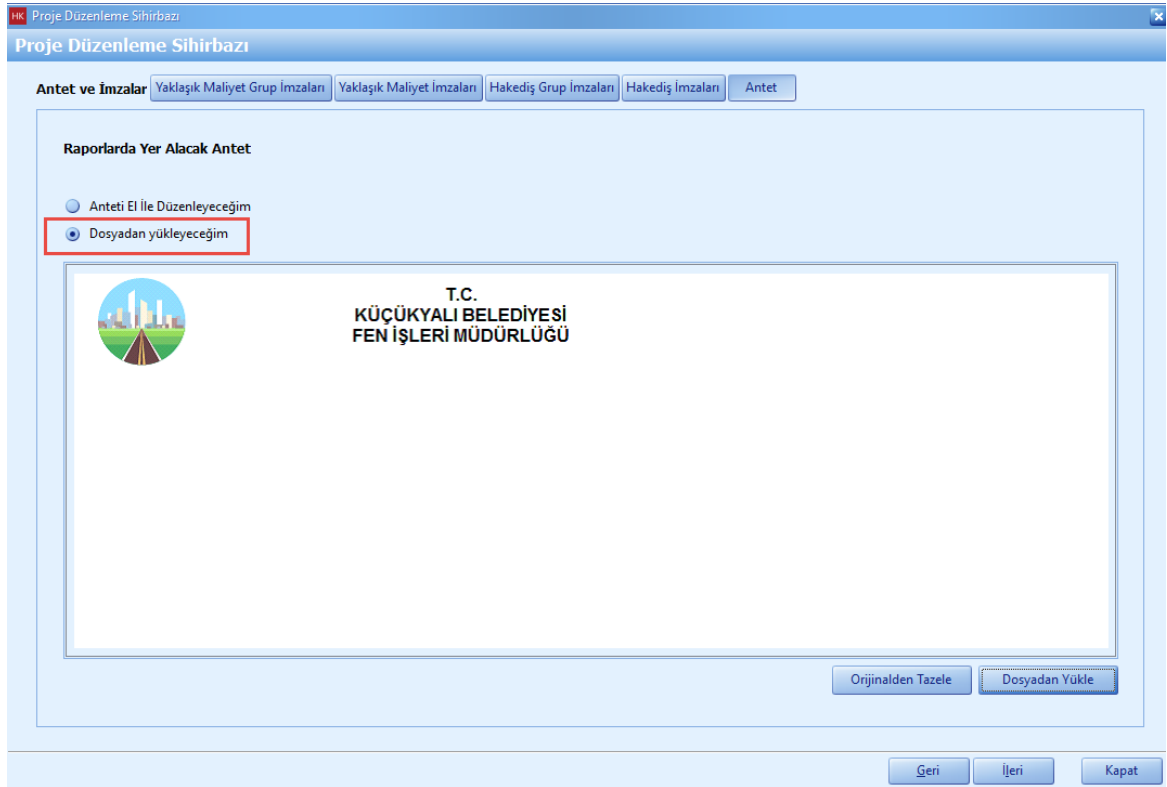 HK Proje Düzenleme Sihirbazı
Proje Düzenleme Sihirbazı
Antet ve İmzalar Yaklaşık Maliyet Grup İmzaları Yaklaşık Maliyet İmzaları Hakediş Grup İmzaları Hakediş İmzaları Antet
Raporlarda Yer Alacak Antet
Anteti El İle Düzenleyeceğim
Dosyadan yükleyeceğim
T.C.
KÜÇÜKYALI BELEDİYESİ
FEN İŞLERİ MÜDÜRLÜĞÜ
Orijinalden Tazele Dosyadan Yükle
Geri İleri Kapat